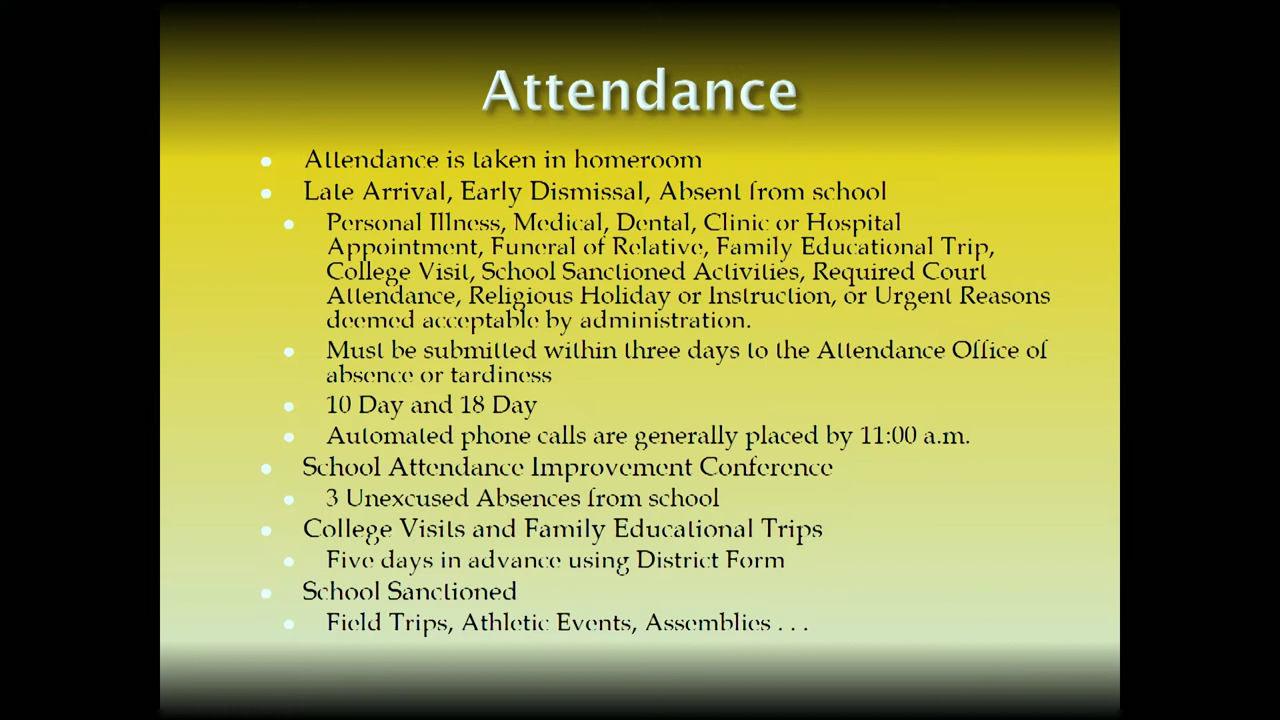 Attendance
Attendance is taken in homeroom
Late Arrival, Early Dismissal, Absent from school
Personal Illness, Medical, Dental, Clinic or Hospital
Appointment, Funeral of Relative, Family Educational Trip,
College Visit, School Sanctioned Activities, Required Court
Attendance, Religious Holiday or Instruction, or Urgent Reasons
deemed acceptable by administration.
Must be submitted within three days to the Attendance Office of
absence or tardiness
10 Day and 18 Day
Automated phone calls are generally placed by 11:00 a.m.
School Attendance Improvement Conference
3 Unexcused Absences from school
College Visits and Family Educational Trips
Five days in advance using District Form
School Sanctioned
Field Trips, Athletic Events, Assemblies . . .